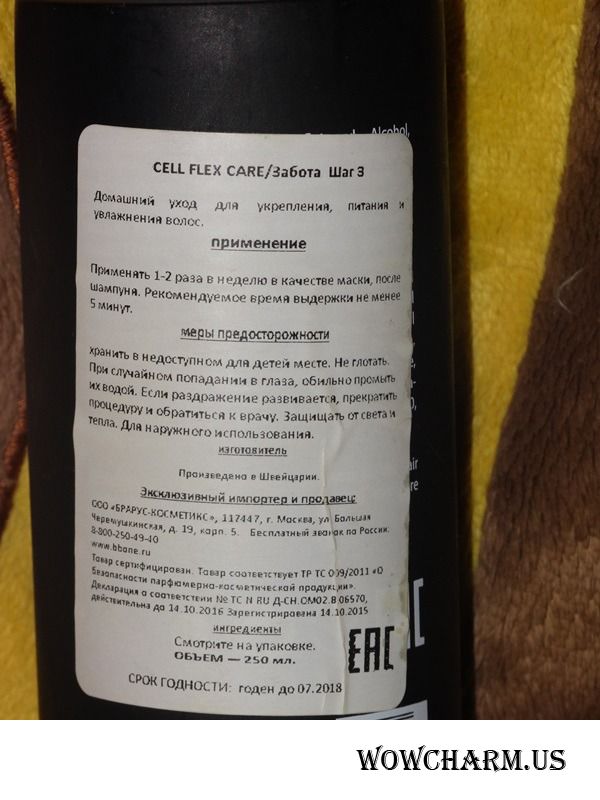 Alcohol,
CELL FLEX CARE/Забота Шаг 3
Домашний уход для укрепления, питания и
увлажнения волос.
применение
Применять 1-2 раза в неделю в качестве маски, после
шампуня. Рекомендуемое время выдержки не менее
5 минут.
меры предосторожности
хранить в недоступном для детей месте. Не глотать.
При случайном попадании в глаза, обильно промыть
их водой. Если раздражение развивается, прекратить
процедуру и обратиться к врачу. Защищать от света и
тепла. Для наружного использования.
изготовитель
Произведено в Швейцарии.
Эксклюзивный импортер и продавец:
ООО «БРАРУС-КОСМЕТИКС», 117447, г. Москва, ул. Большая
Черемушкинская, д. 19, карп. 5. Бесплатный званак по России:
8-800-250-49-40
www.bbone.ru
Товар сертифицирован. Товар соответствует ТР ТС 009/2011 «О
безопасности парфюмерно-косметической продукции».
Декларация о соответствии № ТС N RU Д-CH.ОМ02.В.06570,
действительна до 14.10.2016 Зарегистрирована 14.10.2015
ингредиенты
Смотрите на упаковке.
ОБЪЕМ — 250 мл.
EAC
СРОК ГОДНОСТИ: годен до 07.2018
WOWCHARM.US